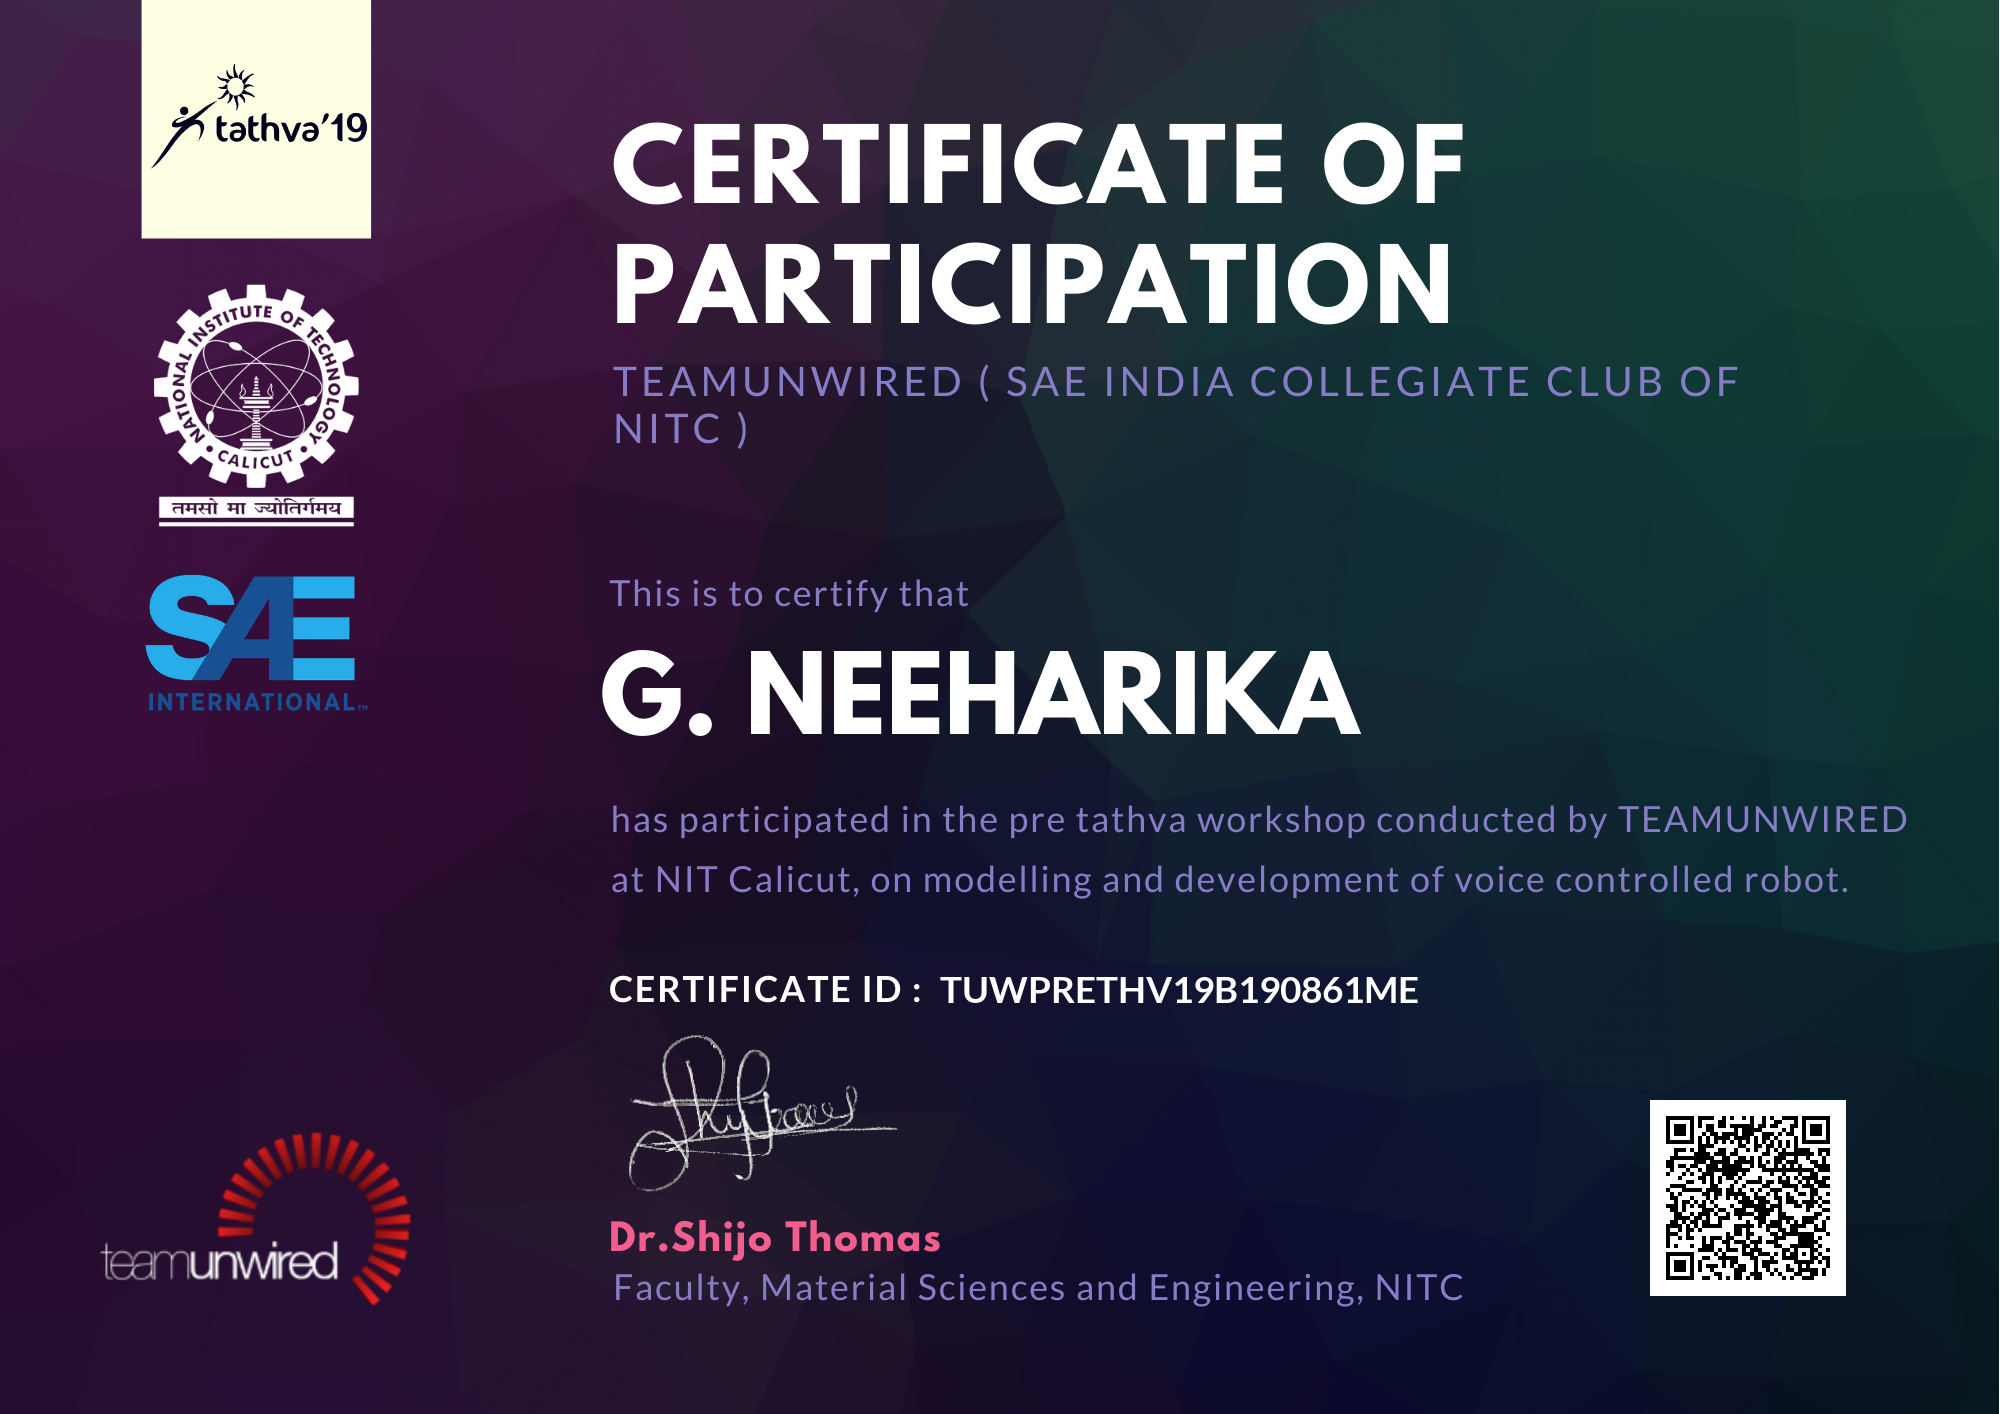 tathva'19
CERTIFICATE OF
PARTICIPATION
TEAMUNWIRED ( SAE INDIA COLLEGIATE CLUB OF
NITC )
NATIONAL INSTITUTE OF TECHNOLOGY
CALICUT
तमसो मा ज्योतिर्गमय
SAE
INTERNATIONAL™
This is to certify that
G. NEEHARIKA
has participated in the pre tathva workshop conducted by TEAMUNWIRED
at NIT Calicut, on modelling and development of voice controlled robot.
CERTIFICATE ID : TUWPRETHV19B190861ME
teamunwired
Dr.Shijo Thomas
Faculty, Material Sciences and Engineering, NITC